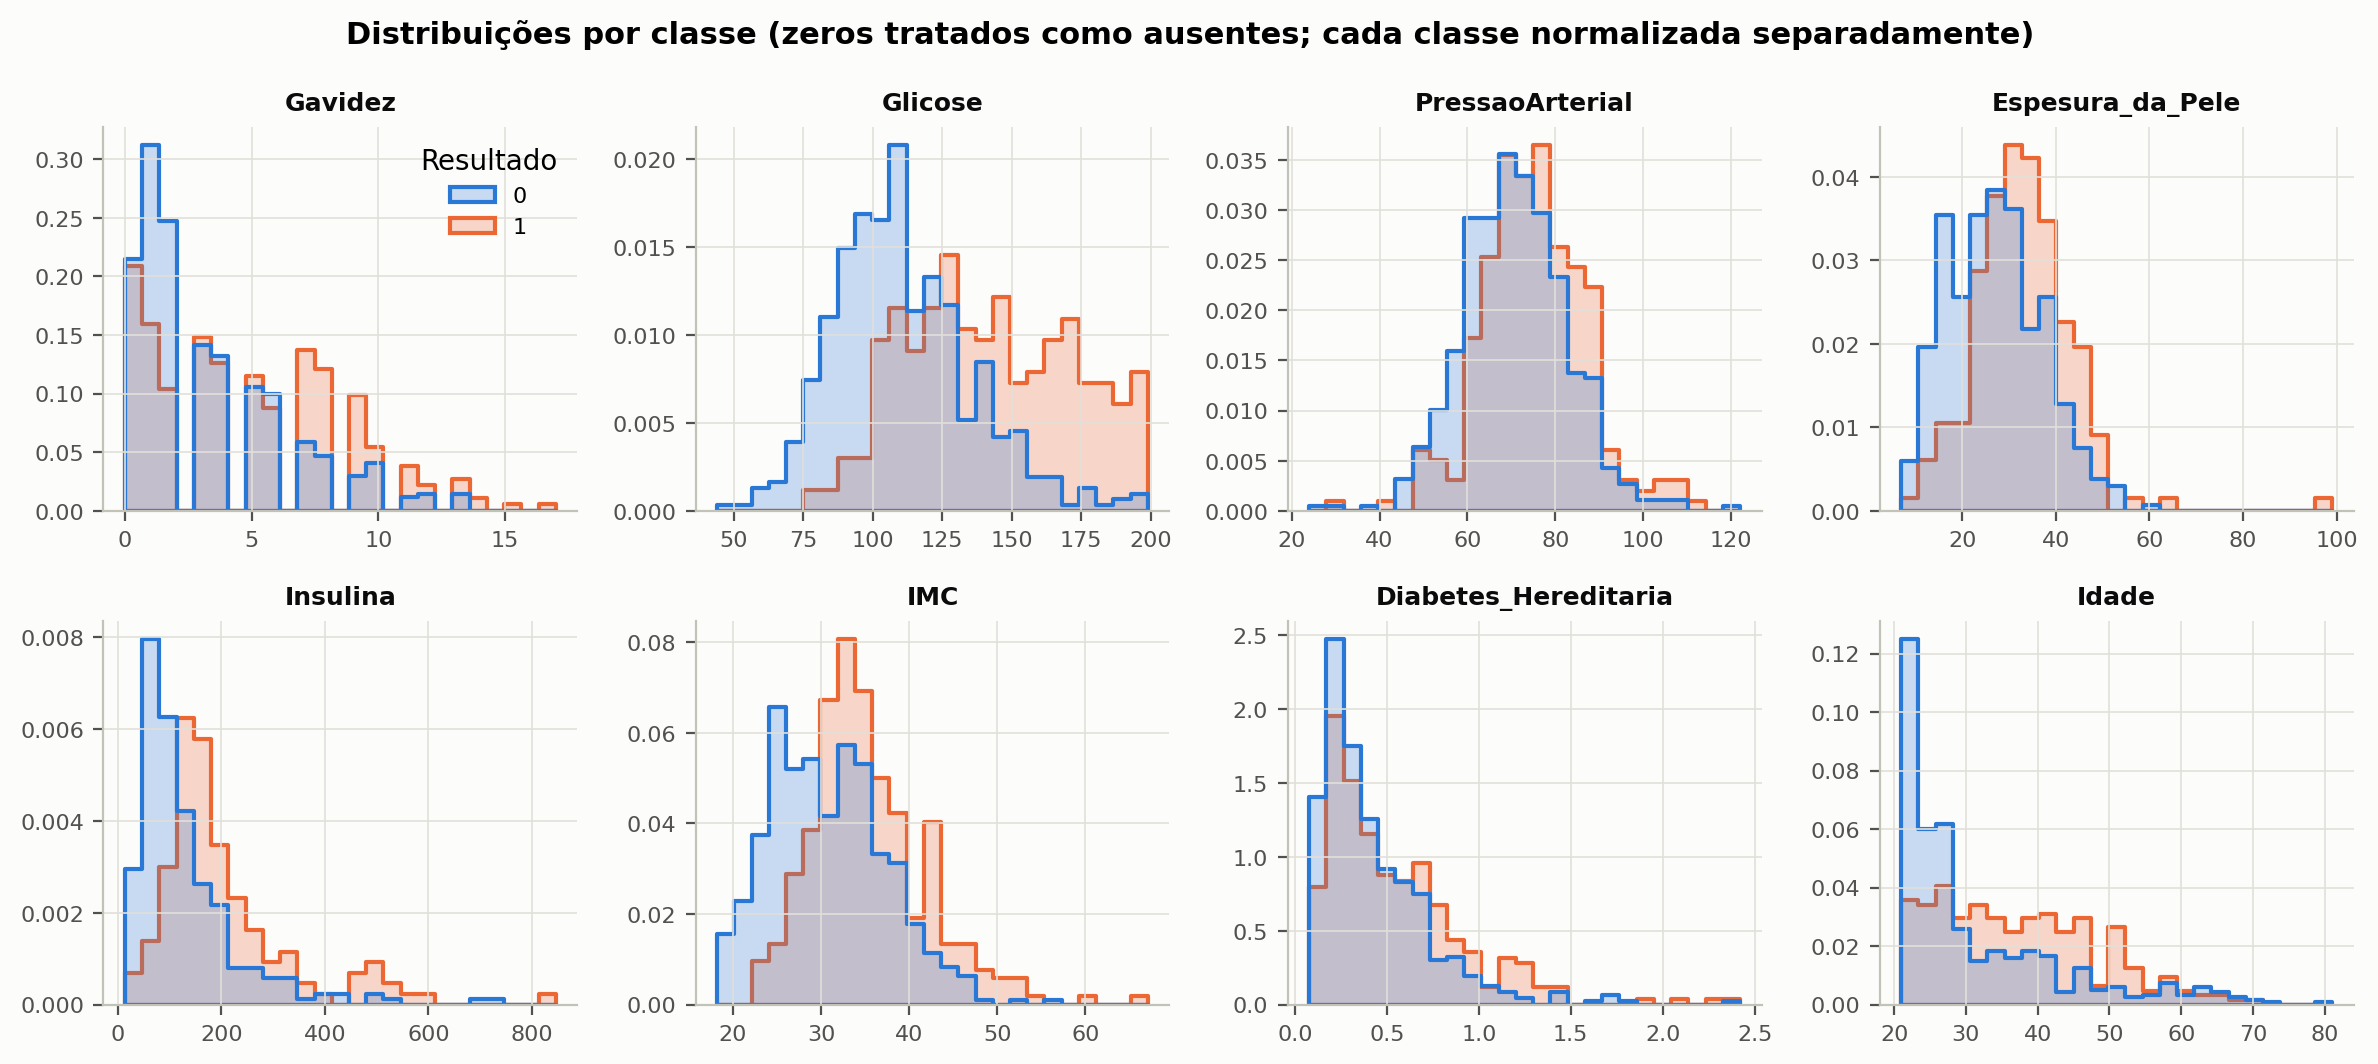 Distribuições por classe (zeros tratados como ausentes; cada classe normalizada separadamente)
Gavidez
0.30
0.25
0.20
0.15
0.10
0.05
0.00
0 5 10 15
Resultado
0
1
Glicose
0.020
0.015
0.010
0.005
0.000
50 75 100 125 150 175 200
PressaoArterial
0.035
0.030
0.025
0.020
0.015
0.010
0.005
0.000
20 40 60 80 100 120
Espesura_da_Pele
0.04
0.03
0.02
0.01
0.00
20 40 60 80 100
Insulina
0.008
0.006
0.004
0.002
0.000
0 200 400 600 800
IMC
0.08
0.06
0.04
0.02
0.00
20 30 40 50 60
Diabetes_Hereditaria
2.5
2.0
1.5
1.0
0.5
0.0
0.0 0.5 1.0 1.5 2.0 2.5
Idade
0.12
0.10
0.08
0.06
0.04
0.02
0.00
20 30 40 50 60 70 80